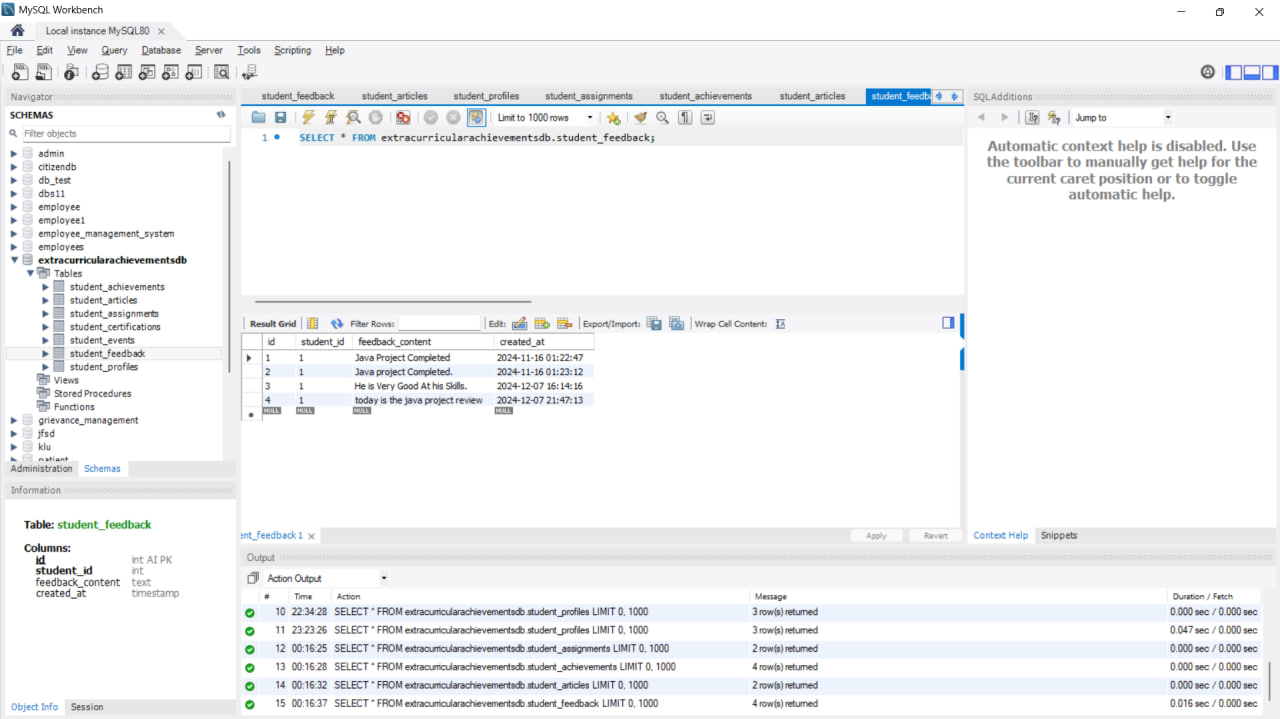 MySQL Workbench
Local instance MySQL80
File Edit View Query Database Server Tools Scripting Help
Navigator
SCHEMAS
Filter objects
admin
citizendb
db_test
dbs11
employee
employee1
employee_management_system
employees
extracurricularachievementsdb
Tables
student_achievements
student_articles
student_assignments
student_certifications
student_events
student_feedback
student_profiles
Views
Stored Procedures
Functions
grievance_management
jfsd
klu
patient
Administration Schemas
Information
Table: student_feedback
Columns:
id int AI PK
student_id int
feedback_content text
created_at timestamp
Object Info Session
student_feedback student_articles student_profiles student_assignments student_achievements student_articles student_feedb
Limit to 1000 rows
1 SELECT * FROM extracurricularachievementsdb.student_feedback;
Result Grid Filter Rows: Edit: Export/Import: Wrap Cell Content:
id student_id feedback_content created_at
1 1 Java Project Completed 2024-11-16 01:22:47
2 1 Java project Completed. 2024-11-16 01:23:12
3 1 He is Very Good At his Skills. 2024-12-07 16:14:16
4 1 today is the java project review 2024-12-07 21:47:13
NULL NULL NULL NULL
ent_feedback 1 Apply Revert
SQLAdditions
Jump to
Automatic context help is disabled. Use
the toolbar to manually get help for the
current caret position or to toggle
automatic help.
Context Help Snippets
Output
Action Output
# Time Action Message Duration / Fetch
10 22:34:28 SELECT * FROM extracurricularachievementsdb.student_profiles LIMIT 0, 1000 3 row(s) returned 0.000 sec / 0.000 sec
11 23:23:26 SELECT * FROM extracurricularachievementsdb.student_profiles LIMIT 0, 1000 3 row(s) returned 0.047 sec / 0.000 sec
12 00:16:25 SELECT * FROM extracurricularachievementsdb.student_assignments LIMIT 0, 1000 2 row(s) returned 0.000 sec / 0.000 sec
13 00:16:28 SELECT * FROM extracurricularachievementsdb.student_achievements LIMIT 0, 1000 4 row(s) returned 0.000 sec / 0.000 sec
14 00:16:32 SELECT * FROM extracurricularachievementsdb.student_articles LIMIT 0, 1000 2 row(s) returned 0.000 sec / 0.000 sec
15 00:16:37 SELECT * FROM extracurricularachievementsdb.student_feedback LIMIT 0, 1000 4 row(s) returned 0.016 sec / 0.000 sec